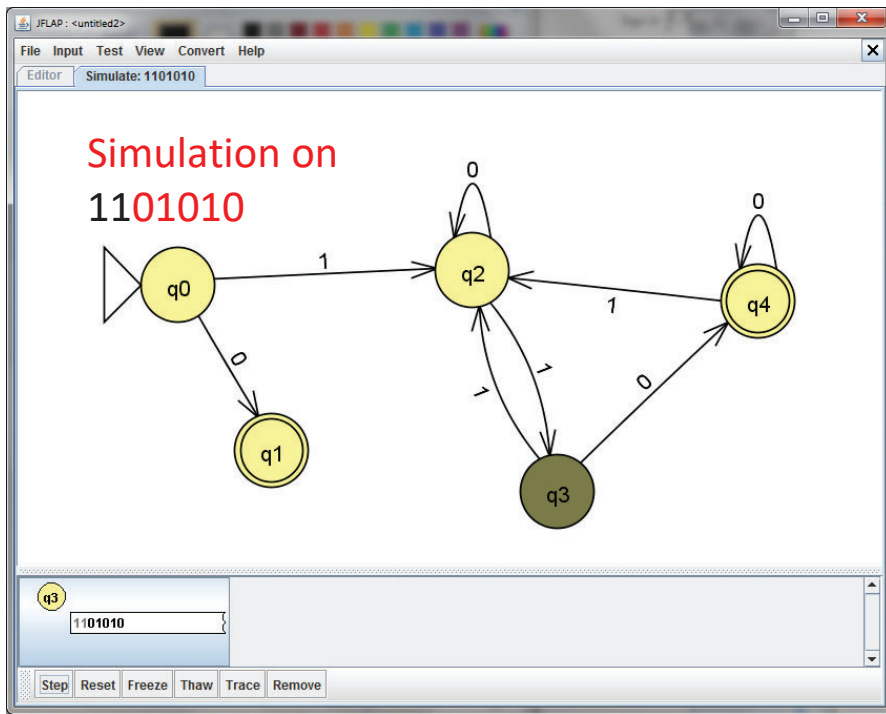 JFLAP : <untitled2>
File Input Test View Convert Help
Editor Simulate: 1101010
Simulation on
1101010
0
0
1
q0
q2
q4
1
0
1
1
0
q1
q3
q3
1101010
Step Reset Freeze Thaw Trace Remove